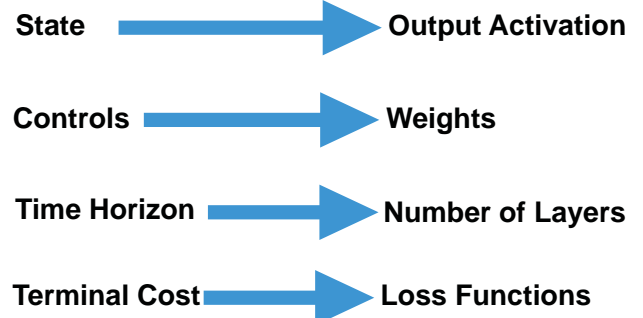 State Output Activation
Controls Weights
Time Horizon Number of Layers
Terminal Cost Loss Functions